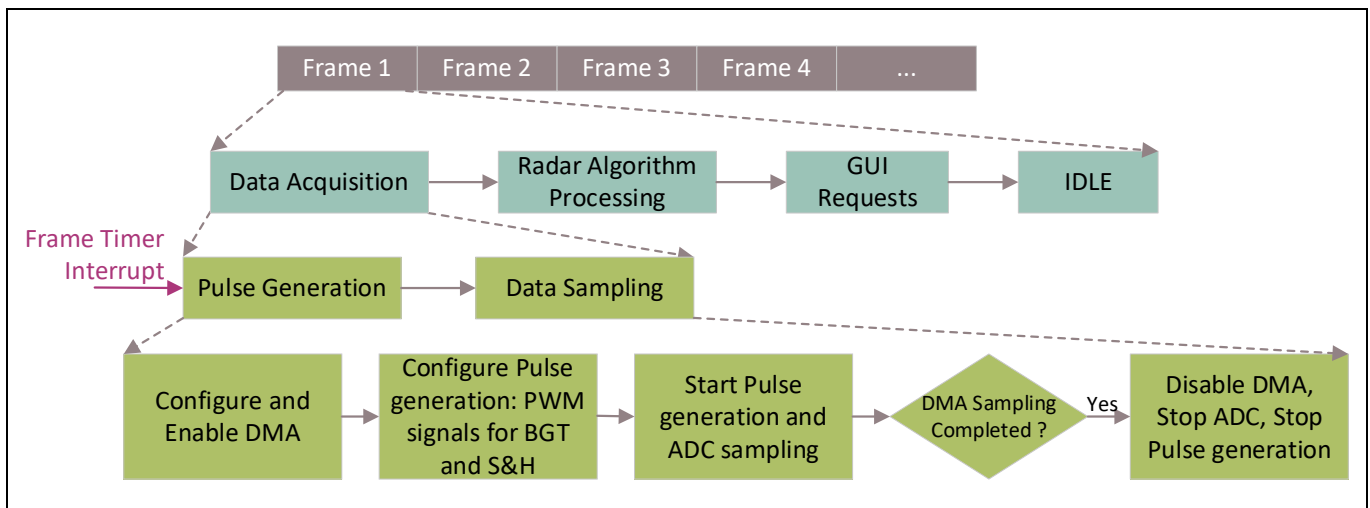 Frame 1 Frame 2 Frame 3 Frame 4 ...
Data Acquisition
Radar Algorithm
Processing
GUI
Requests
IDLE
Frame Timer
Interrupt
Pulse Generation
Data Sampling
Configure and
Enable DMA
Configure Pulse
generation: PWM
signals for BGT
and S&H
Start Pulse
generation and
ADC sampling
DMA Sampling
Completed ?
Yes
Disable DMA,
Stop ADC, Stop
Pulse generation